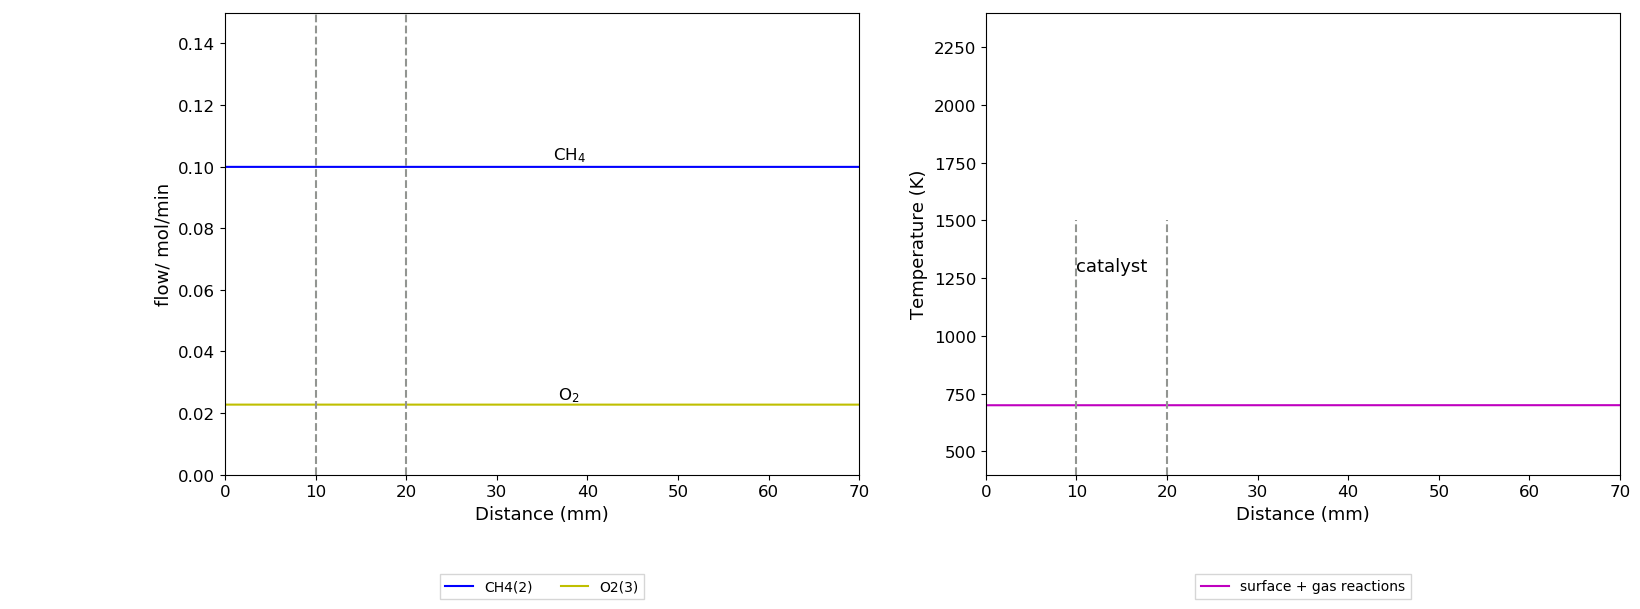 0.14
0.12
0.10
0.08
0.06
0.04
0.02
0.00
flow/ mol/min
CH₄
O₂
0 10 20 30 40 50 60 70
Distance (mm)
CH4(2) O2(3)
2250
2000
1750
1500
1250
1000
750
500
Temperature (K)
catalyst
0 10 20 30 40 50 60 70
Distance (mm)
surface + gas reactions